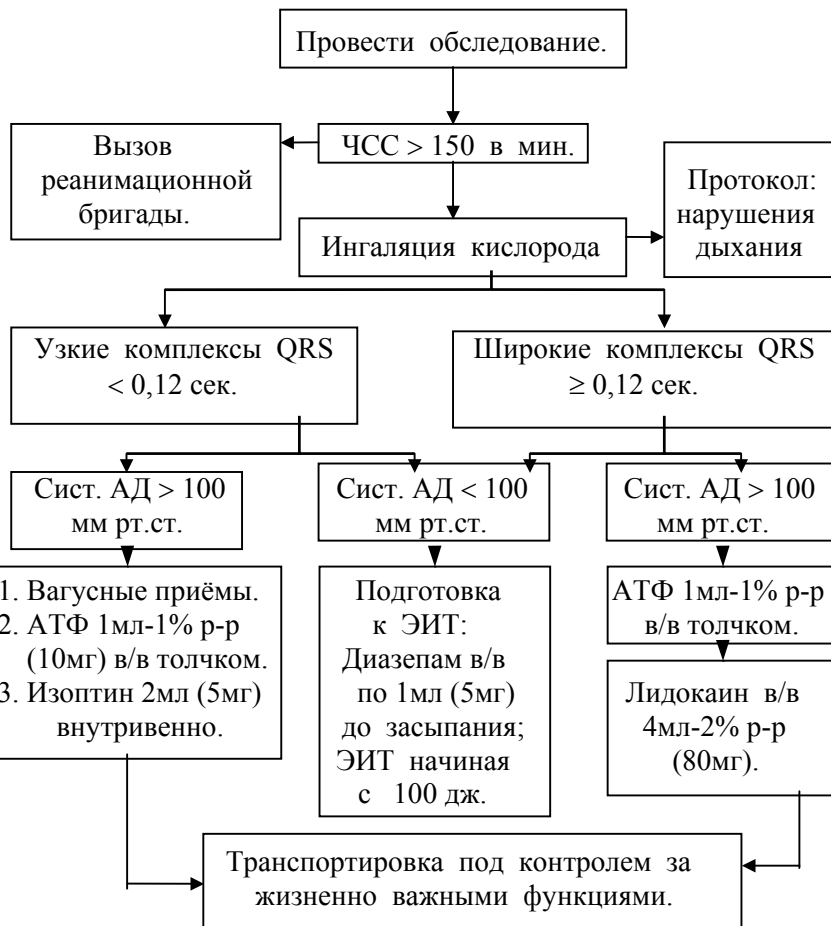 Провести обследование.
Вызов
реанимационной
бригады.
ЧСС > 150 в мин.
Протокол:
нарушения
дыхания
Ингаляция кислорода
Узкие комплексы QRS
< 0,12 сек.
Широкие комплексы QRS
≥ 0,12 сек.
Сист. АД > 100
мм рт.ст.
Сист. АД < 100
мм рт.ст.
Сист. АД > 100
мм рт.ст.
1. Вагусные приёмы.
2. АТФ 1мл-1% р-р
(10мг) в/в толчком.
3. Изоптин 2мл (5мг)
внутривенно.
Подготовка
к ЭИТ:
Диазепам в/в
по 1мл (5мг)
до засыпания;
ЭИТ начиная
с 100 дж.
АТФ 1мл-1% р-р
в/в толчком.
Лидокаин в/в
4мл-2% р-р
(80мг).
Транспортировка под контролем за
жизненно важными функциями.